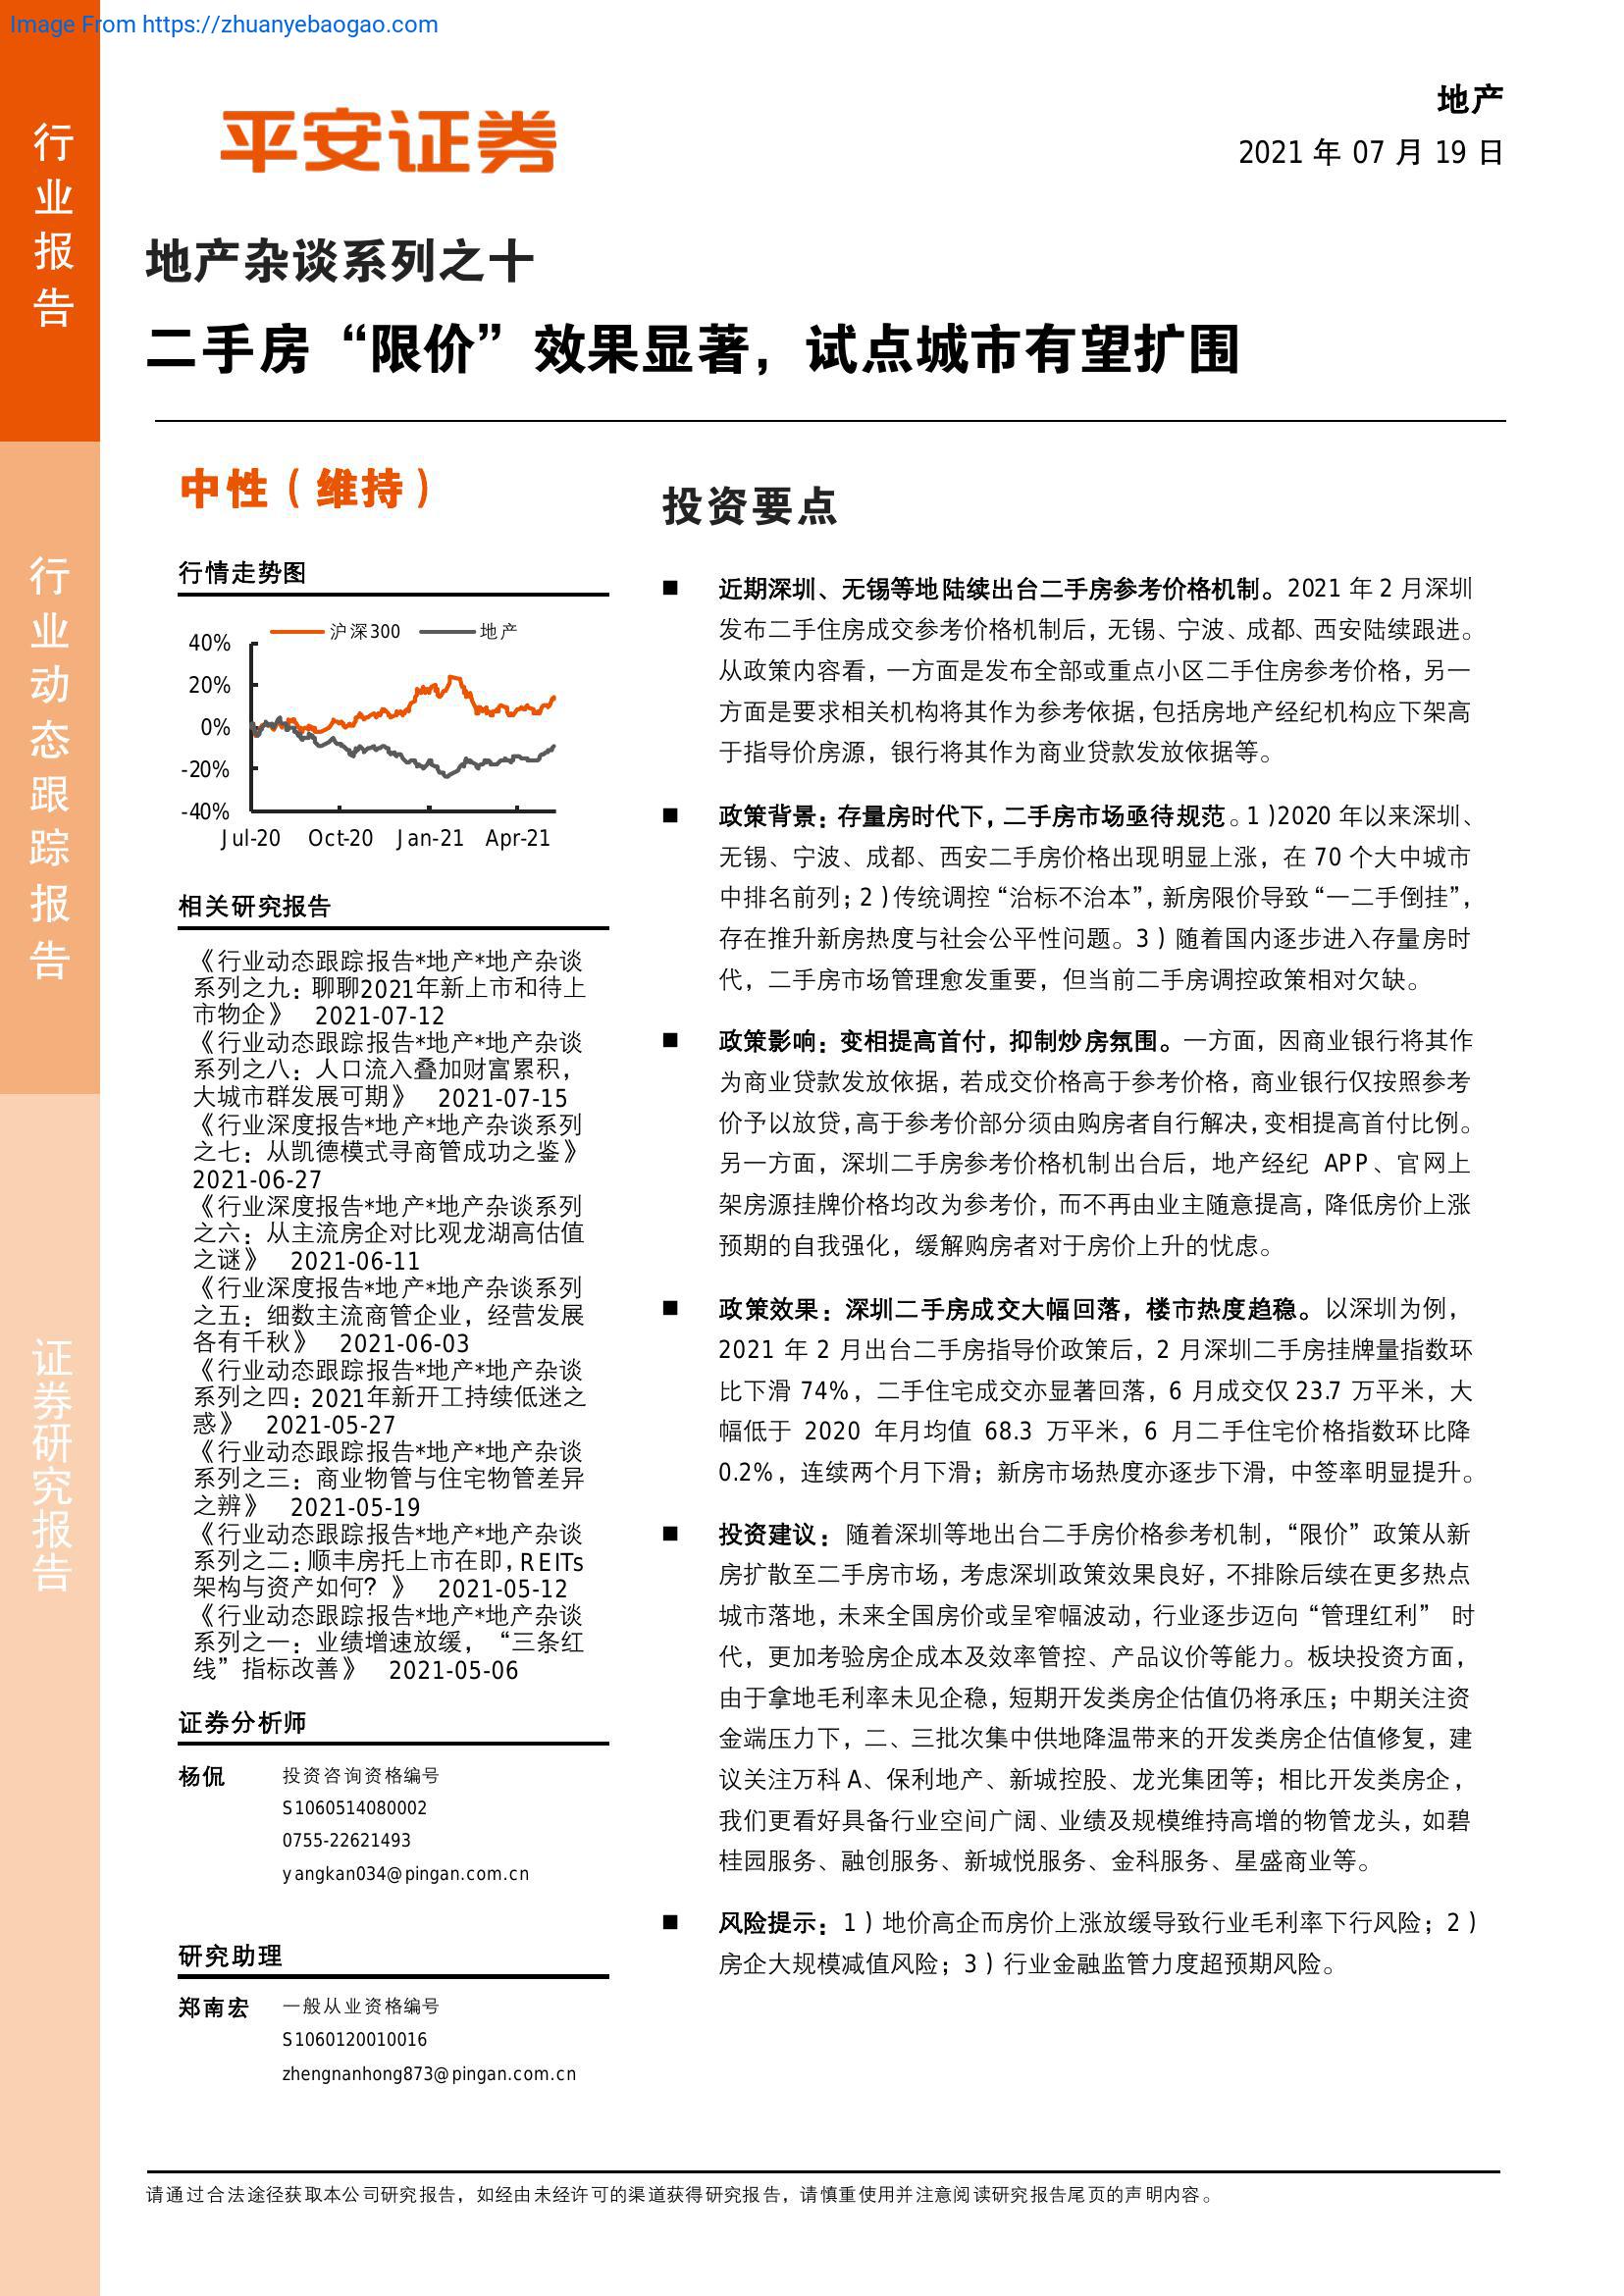 Image From https://zhuanyebaogao.com
行业报告
行业动态跟踪报告
证券研究报告
平安证券
地产
2021 年 07 月 19 日
地产杂谈系列之十
二手房“限价”效果显著，试点城市有望扩围
中性（维持）
行情走势图
沪深300 地产
40%
20%
0%
-20%
-40%
Jul-20 Oct-20 Jan-21 Apr-21
相关研究报告
《行业动态跟踪报告*地产*地产杂谈
系列之九：聊聊2021年新上市和待上
市物企》 2021-07-12
《行业动态跟踪报告*地产*地产杂谈
系列之八：人口流入叠加财富累积，
大城市群发展可期》 2021-07-15
《行业深度报告*地产*地产杂谈系列
之七：从凯德模式寻商管成功之鉴》
2021-06-27
《行业深度报告*地产*地产杂谈系列
之六：从主流房企对比观龙湖高估值
之谜》 2021-06-11
《行业深度报告*地产*地产杂谈系列
之五：细数主流商管企业，经营发展
各有千秋》 2021-06-03
《行业动态跟踪报告*地产*地产杂谈
系列之四：2021年新开工持续低迷之
惑》 2021-05-27
《行业动态跟踪报告*地产*地产杂谈
系列之三：商业物管与住宅物管差异
之辨》 2021-05-19
《行业动态跟踪报告*地产*地产杂谈
系列之二：顺丰房托上市在即，REITs
架构与资产如何？》 2021-05-12
《行业动态跟踪报告*地产*地产杂谈
系列之一：业绩增速放缓，“三条红
线”指标改善》 2021-05-06
证券分析师
杨侃 投资咨询资格编号
S1060514080002
0755-22621493
yangkan034@pingan.com.cn
研究助理
郑南宏 一般从业资格编号
S1060120010016
zhengnanhong873@pingan.com.cn
投资要点
■ 近期深圳、无锡等地陆续出台二手房参考价格机制。2021 年 2 月深圳
发布二手住房成交参考价格机制后，无锡、宁波、成都、西安陆续跟进。
从政策内容看，一方面是发布全部或重点小区二手住房参考价格，另一
方面是要求相关机构将其作为参考依据，包括房地产经纪机构应下架高
于指导价房源，银行将其作为商业贷款发放依据等。
■ 政策背景：存量房时代下，二手房市场亟待规范。1）2020 年以来深圳、
无锡、宁波、成都、西安二手房价格出现明显上涨，在 70 个大中城市
中排名前列；2）传统调控“治标不治本”，新房限价导致“一二手倒挂”，
存在推升新房热度与社会公平性问题。3）随着国内逐步进入存量房时
代，二手房市场管理愈发重要，但当前二手房调控政策相对欠缺。
■ 政策影响：变相提高首付，抑制炒房氛围。一方面，因商业银行将其作
为商业贷款发放依据，若成交价格高于参考价格，商业银行仅按照参考
价予以放贷，高于参考价部分须由购房者自行解决，变相提高首付比例。
另一方面，深圳二手房参考价格机制出台后，地产经纪 APP、官网上
架房源挂牌价格均改为参考价，而不再由业主随意提高，降低房价上涨
预期的自我强化，缓解购房者对于房价上升的忧虑。
■ 政策效果：深圳二手房成交大幅回落，楼市热度趋稳。以深圳为例，
2021 年 2 月出台二手房指导价政策后，2 月深圳二手房挂牌量指数环
比下滑 74%，二手住宅成交亦显著回落，6 月成交仅 23.7 万平米，大
幅低于 2020 年月均值 68.3 万平米，6 月二手住宅价格指数环比降
0.2%，连续两个月下滑；新房市场热度亦逐步下滑，中签率明显提升。
■ 投资建议：随着深圳等地出台二手房价格参考机制，“限价”政策从新
房扩散至二手房市场，考虑深圳政策效果良好，不排除后续在更多热点
城市落地，未来全国房价或呈窄幅波动，行业逐步迈向“管理红利” 时
代，更加考验房企成本及效率管控、产品议价等能力。板块投资方面，
由于拿地毛利率未见企稳，短期开发类房企估值仍将承压；中期关注资
金端压力下，二、三批次集中供地降温带来的开发类房企估值修复，建
议关注万科 A、保利地产、新城控股、龙光集团等；相比开发类房企，
我们更看好具备行业空间广阔、业绩及规模维持高增的物管龙头，如碧
桂园服务、融创服务、新城悦服务、金科服务、星盛商业等。
■ 风险提示：1）地价高企而房价上涨放缓导致行业毛利率下行风险；2）
房企大规模减值风险；3）行业金融监管力度超预期风险。
请通过合法途径获取本公司研究报告，如经由未经许可的渠道获得研究报告，请慎重使用并注意阅读研究报告尾页的声明内容。